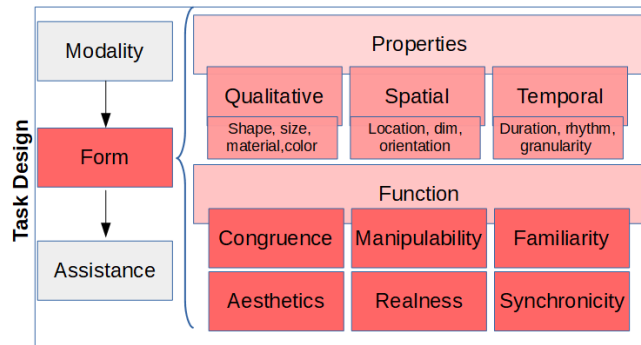 Task Design
Modality
Form
Assistance
Properties
Qualitative
Shape, size,
material,color
Spatial
Location, dim,
orientation
Temporal
Duration, rhythm,
granularity
Function
Congruence
Manipulability
Familiarity
Aesthetics
Realness
Synchronicity